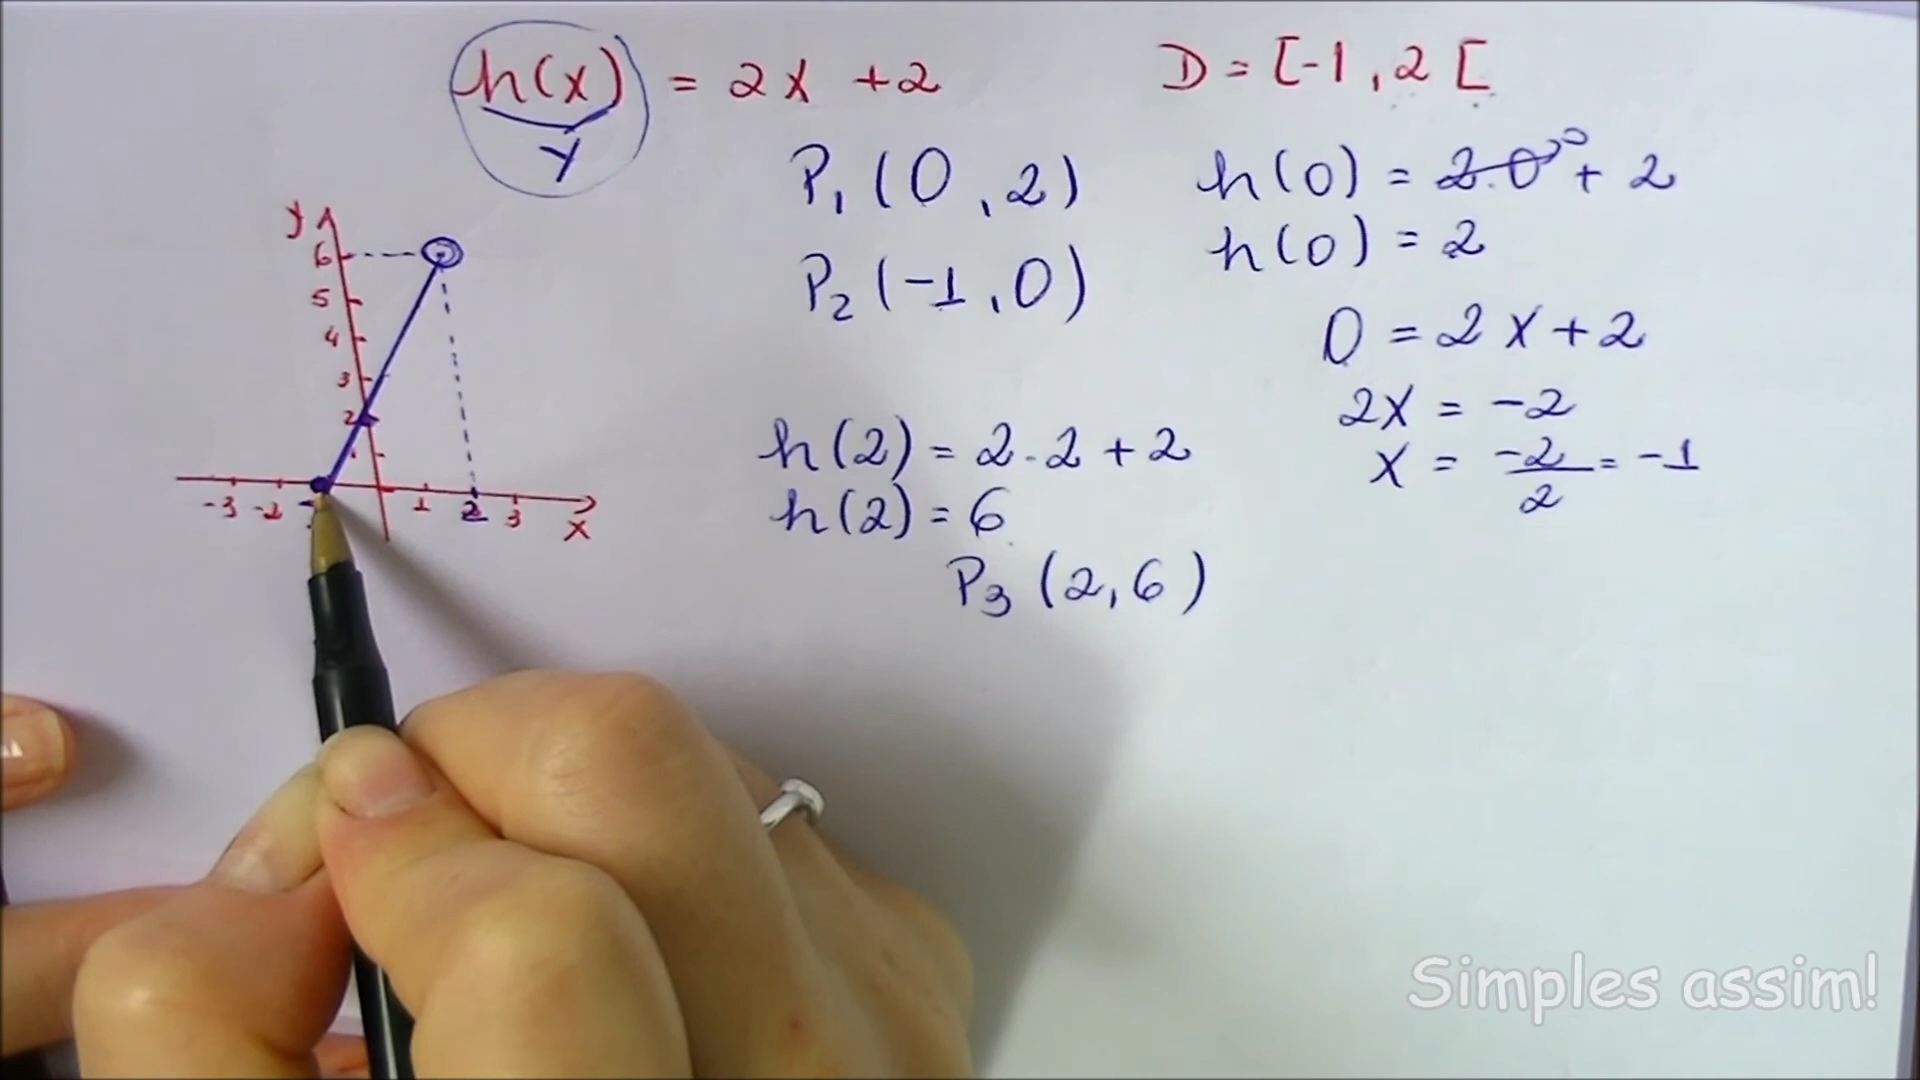 h(x) = 2x + 2
y
D = [-1, 2 [
P₁ (0, 2)
P₂ (-1, 0)
h(0) = 2.0⁰ + 2
h(0) = 2
0 = 2x + 2
2x = -2
x = -2/2 = -1
h(2) = 2.2 + 2
h(2) = 6
P₃ (2, 6)
y
6
5
4
3
2
1
-3 -2 1 2 3
x
Simples assim!